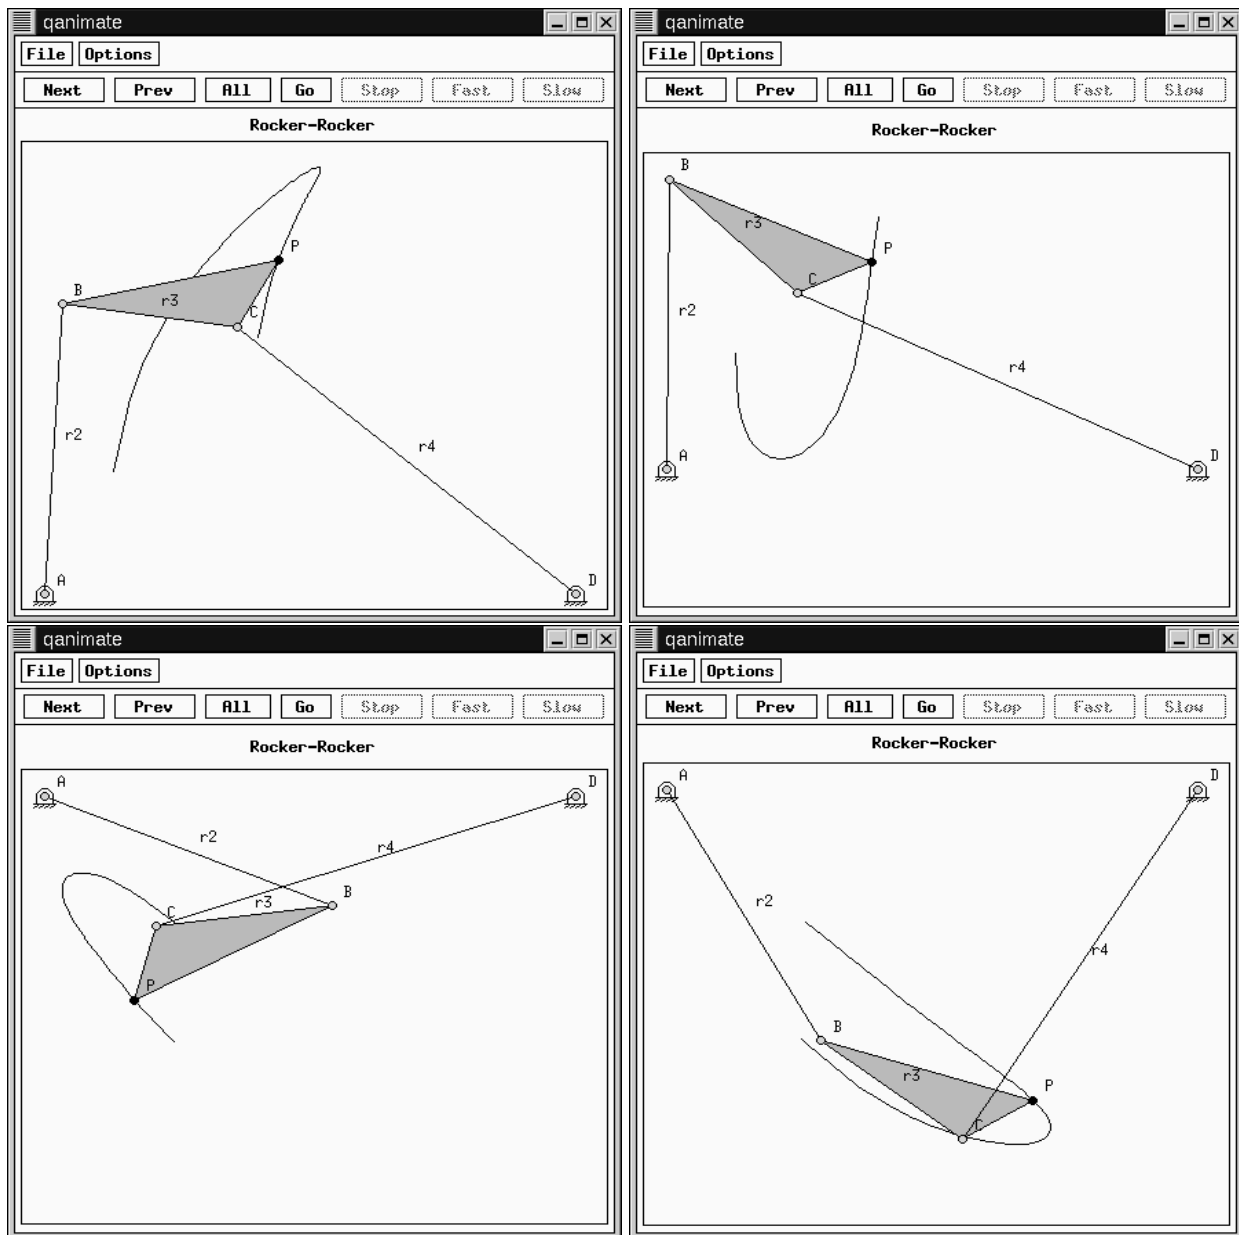 qanimate
File Options
Next Prev All Go Stop Fast Slow
Rocker-Rocker
P
B
r3
C
r2
r4
A
D
qanimate
File Options
Next Prev All Go Stop Fast Slow
Rocker-Rocker
B
r3
P
C
r2
r4
A
D
qanimate
File Options
Next Prev All Go Stop Fast Slow
Rocker-Rocker
A
D
r2
r4
B
r3
C
P
qanimate
File Options
Next Prev All Go Stop Fast Slow
Rocker-Rocker
A
D
r2
r4
B
r3
P
C